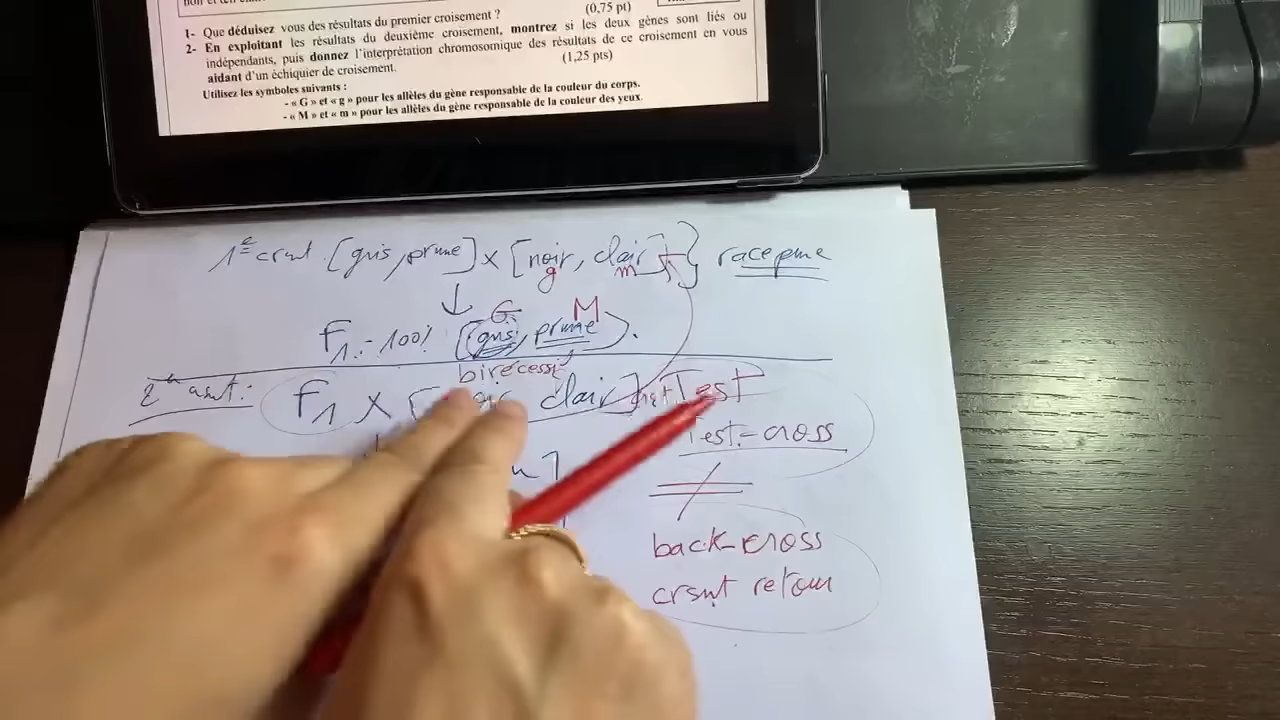 (0,75 pt)
1- Que déduisez vous des résultats du premier croisement ?
2- En exploitant les résultats du deuxième croisement, montrez si les deux gènes sont liés ou
indépendants, puis donnez l'interprétation chromosomique des résultats de ce croisement en vous
aidant d'un échiquier de croisement.
(1,25 pts)
Utilisez les symboles suivants :
- « G » et « g » pour les allèles du gène responsable de la couleur du corps.
- « M » et « m » pour les allèles du gène responsable de la couleur des yeux.
[gris, prune] x [noir, clair] } race pure
g m
G M
F1 :- 100% [gris, prune].
birécessif
F1 x clair] Test
Test-cross
back-cross
crsmt retour